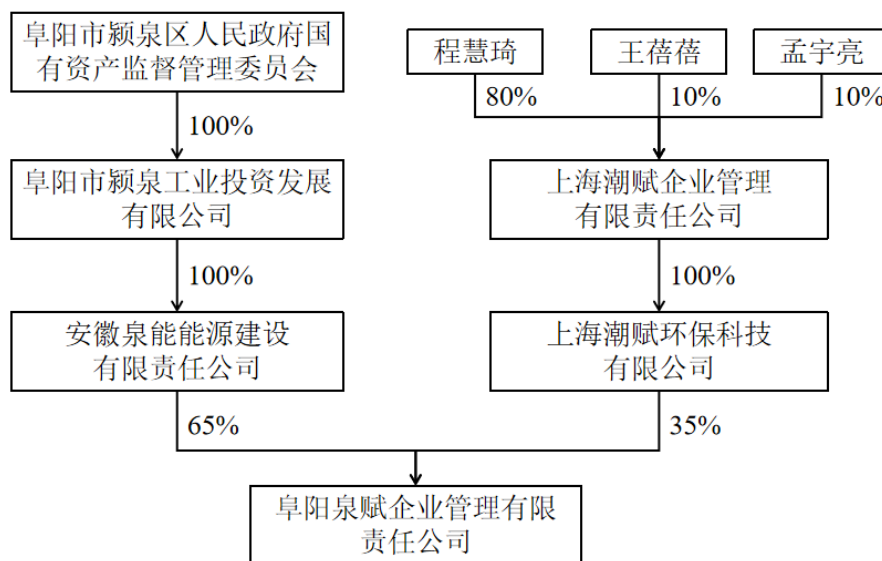 阜阳市颍泉区人民政府国
有资产监督管理委员会
程慧琦
王蓓蓓
孟宇亮
80%
10%
10%
100%
阜阳市颍泉工业投资发展
有限公司
上海潮赋企业管理
有限责任公司
100%
100%
安徽泉能能源建设
有限责任公司
上海潮赋环保科技
有限公司
65%
35%
阜阳泉赋企业管理有限
责任公司